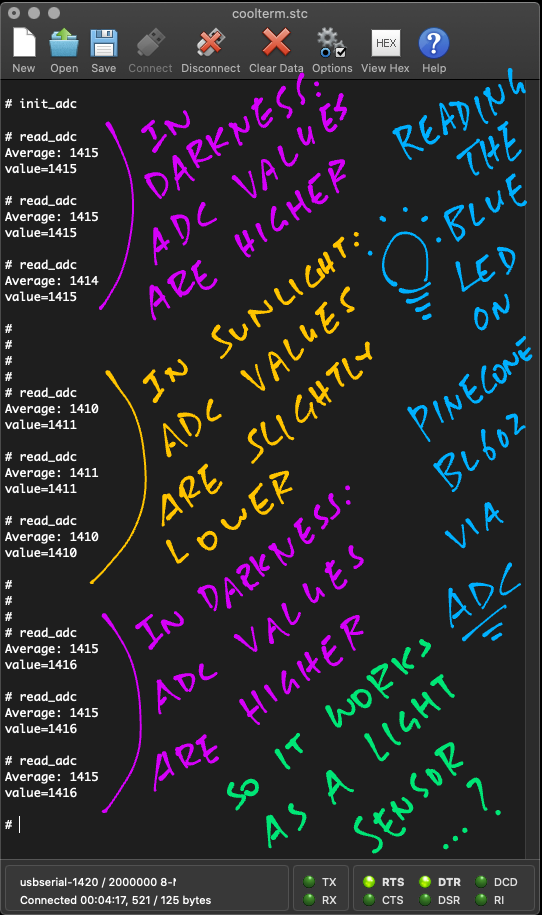 coolterm.stc
New Open Save Connect Disconnect Clear Data Options View Hex Help
HEX
# init_adc
# read_adc
Average: 1415
value=1415
# read_adc
Average: 1415
value=1415
# read_adc
Average: 1414
value=1415
#
#
#
#
# read_adc
Average: 1410
value=1411
# read_adc
Average: 1411
value=1411
# read_adc
Average: 1410
value=1410
#
#
#
# read_adc
Average: 1415
value=1416
# read_adc
Average: 1415
value=1416
# read_adc
Average: 1415
value=1416
#
IN
DARKNESS:
ADC VALUES
ARE HIGHER
IN SUNLIGHT:
ADC VALUES
ARE SLIGHTLY
LOWER
IN DARKNESS:
ADC VALUES
ARE HIGHER
SO IT WORKS
AS A LIGHT
SENSOR
...?
READING
THE
BLUE
LED
ON
PINECONE
BL602
VIA
ADC
usbserial-1420 / 2000000 8-N
Connected 00:04:17, 521 / 125 bytes
TX RTS DTR DCD
RX CTS DSR RI